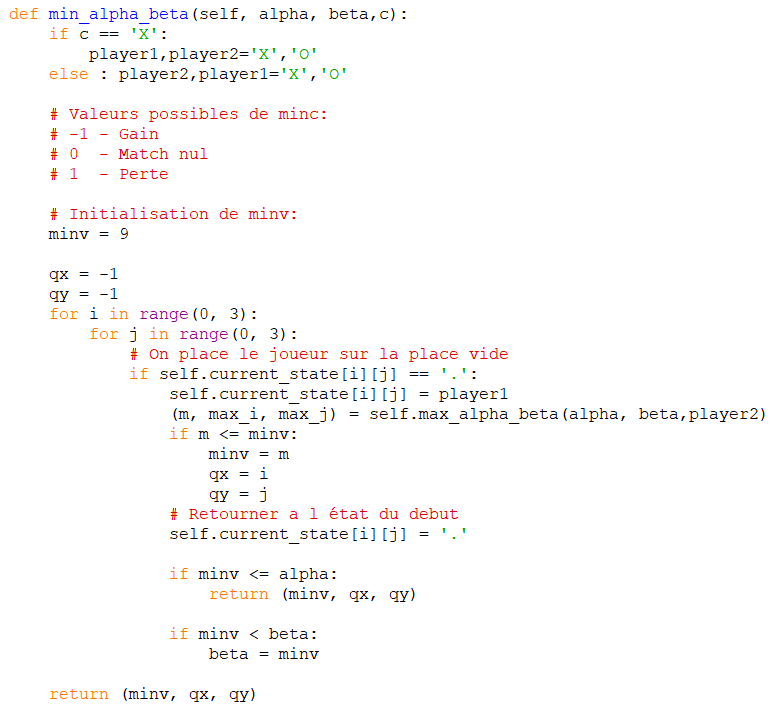 def min_alpha_beta(self, alpha, beta,c):
    if c == 'X':
        player1,player2='X','O'
    else : player2,player1='X','O'

    # Valeurs possibles de minc:
    # -1 - Gain
    # 0  - Match nul
    # 1  - Perte

    # Initialisation de minv:
    minv = 9

    qx = -1
    qy = -1
    for i in range(0, 3):
        for j in range(0, 3):
            # On place le joueur sur la place vide
            if self.current_state[i][j] == '.':
                self.current_state[i][j] = player1
                (m, max_i, max_j) = self.max_alpha_beta(alpha, beta,player2)
                if m <= minv:
                    minv = m
                    qx = i
                    qy = j
                # Retourner a l état du debut
                self.current_state[i][j] = '.'

                if minv <= alpha:
                    return (minv, qx, qy)

                if minv < beta:
                    beta = minv

    return (minv, qx, qy)